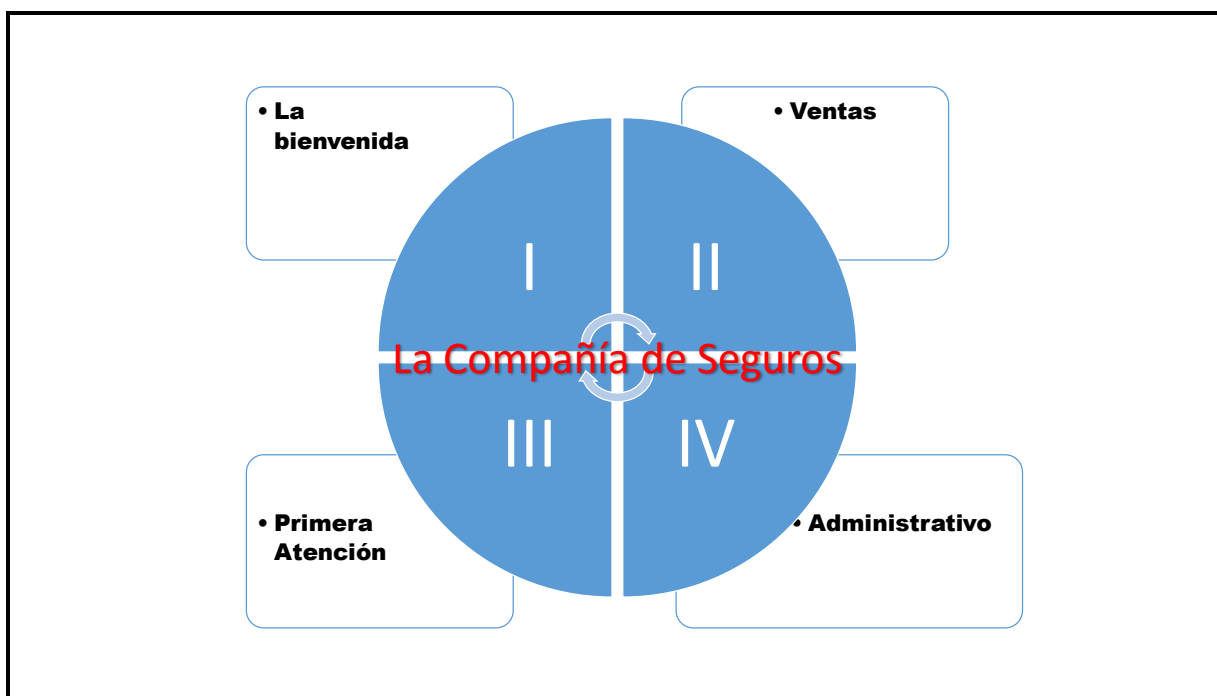 • La
bienvenida
• Ventas
I
II
La Compañía de Seguros
III
IV
• Primera
Atención
• Administrativo